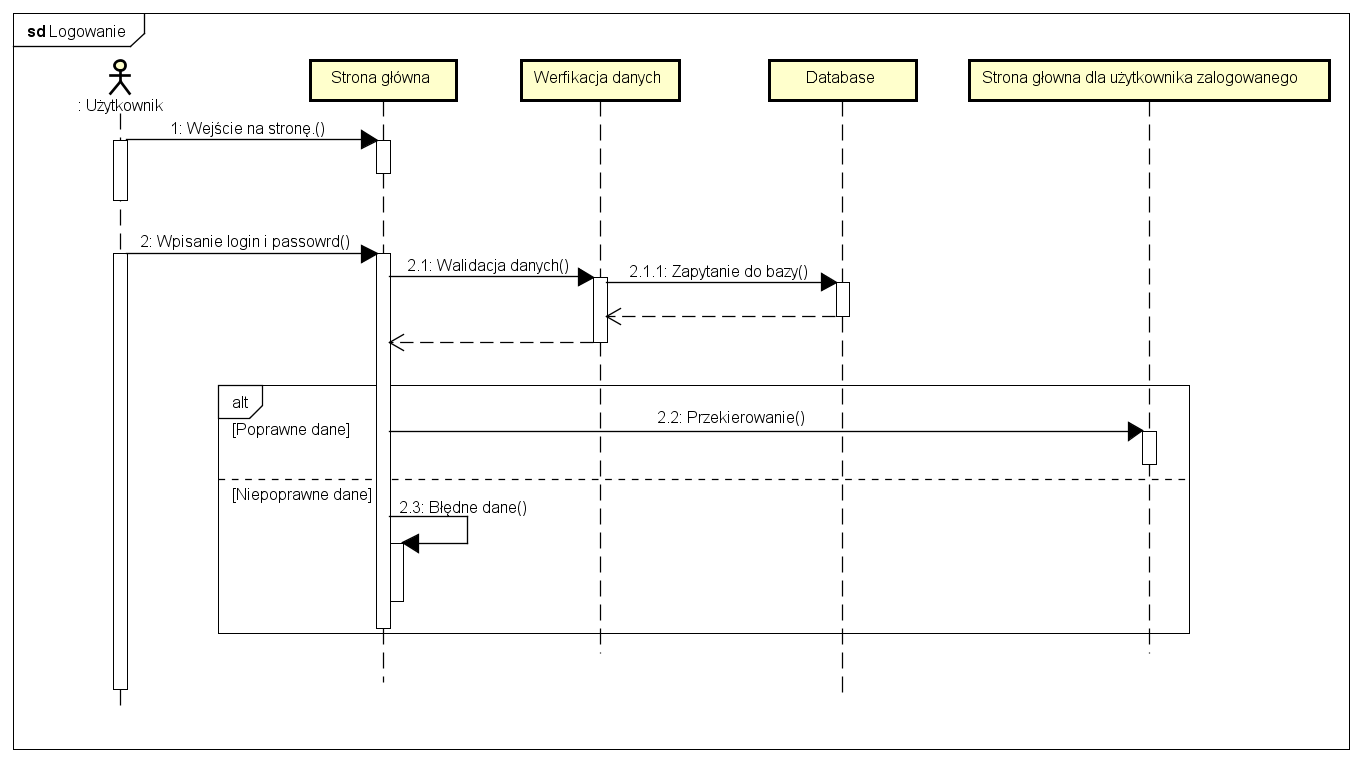 sd Logowanie
: Użytkownik
Strona główna
Werfikacja danych
Database
Strona głowna dla użytkownika zalogowanego
1: Wejście na stronę.()
2: Wpisanie login i passowrd()
2.1: Walidacja danych()
2.1.1: Zapytanie do bazy()
alt
2.2: Przekierowanie()
[Poprawne dane]
[Niepoprawne dane]
2.3: Błędne dane()